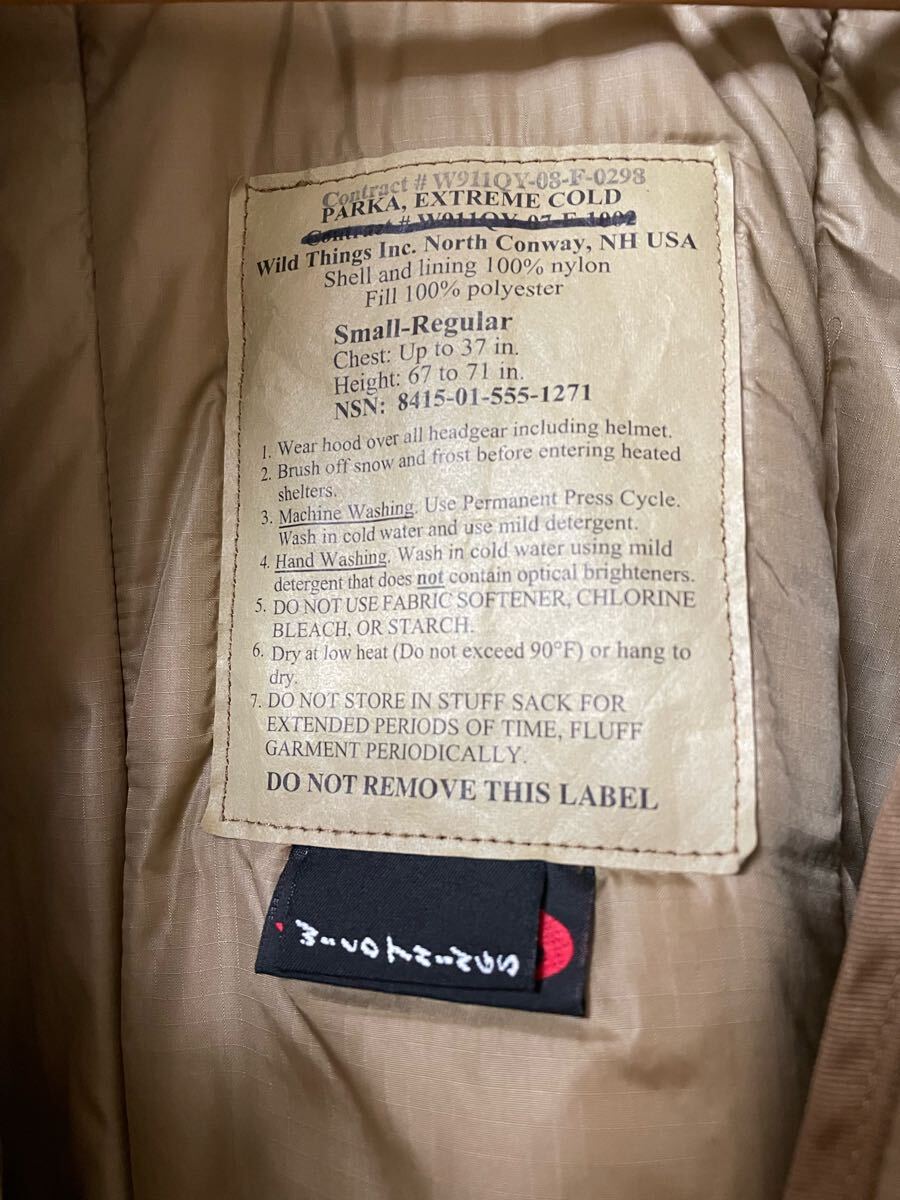 Contract # W911QY-08-F-0298
PARKA, EXTREME COLD
Contract # W911QY-07-F-1002
Wild Things Inc. North Conway, NH USA
Shell and lining 100% nylon
Fill 100% polyester
Small-Regular
Chest: Up to 37 in.
Height: 67 to 71 in.
NSN: 8415-01-555-1271
1. Wear hood over all headgear including helmet.
2. Brush off snow and frost before entering heated
shelters.
3. Machine Washing. Use Permanent Press Cycle.
Wash in cold water and use mild detergent.
4. Hand Washing. Wash in cold water using mild
detergent that does not contain optical brighteners.
5. DO NOT USE FABRIC SOFTENER, CHLORINE
BLEACH, OR STARCH.
6. Dry at low heat (Do not exceed 90°F) or hang to
dry.
7. DO NOT STORE IN STUFF SACK FOR
EXTENDED PERIODS OF TIME, FLUFF
GARMENT PERIODICALLY.
DO NOT REMOVE THIS LABEL
WiLDTHiNGS